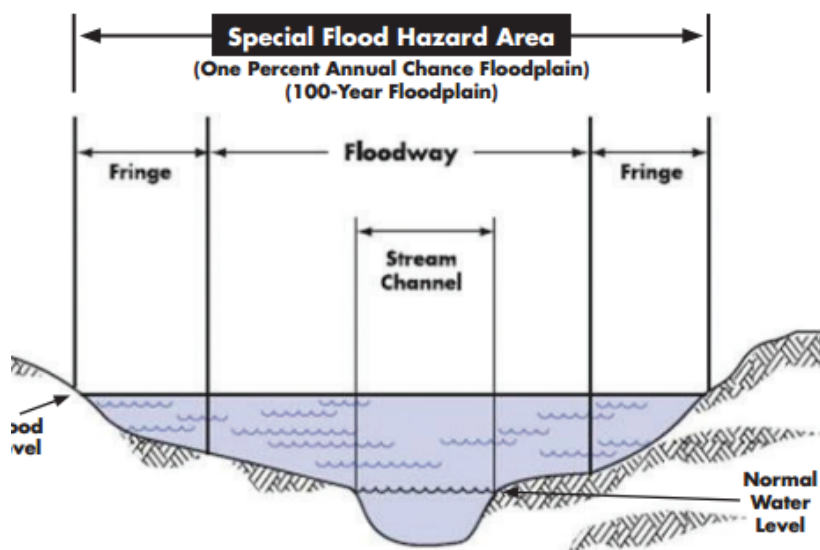 Special Flood Hazard Area
(One Percent Annual Chance Floodplain)
(100-Year Floodplain)
Fringe
Floodway
Fringe
Stream
Channel
Normal
Water
Level